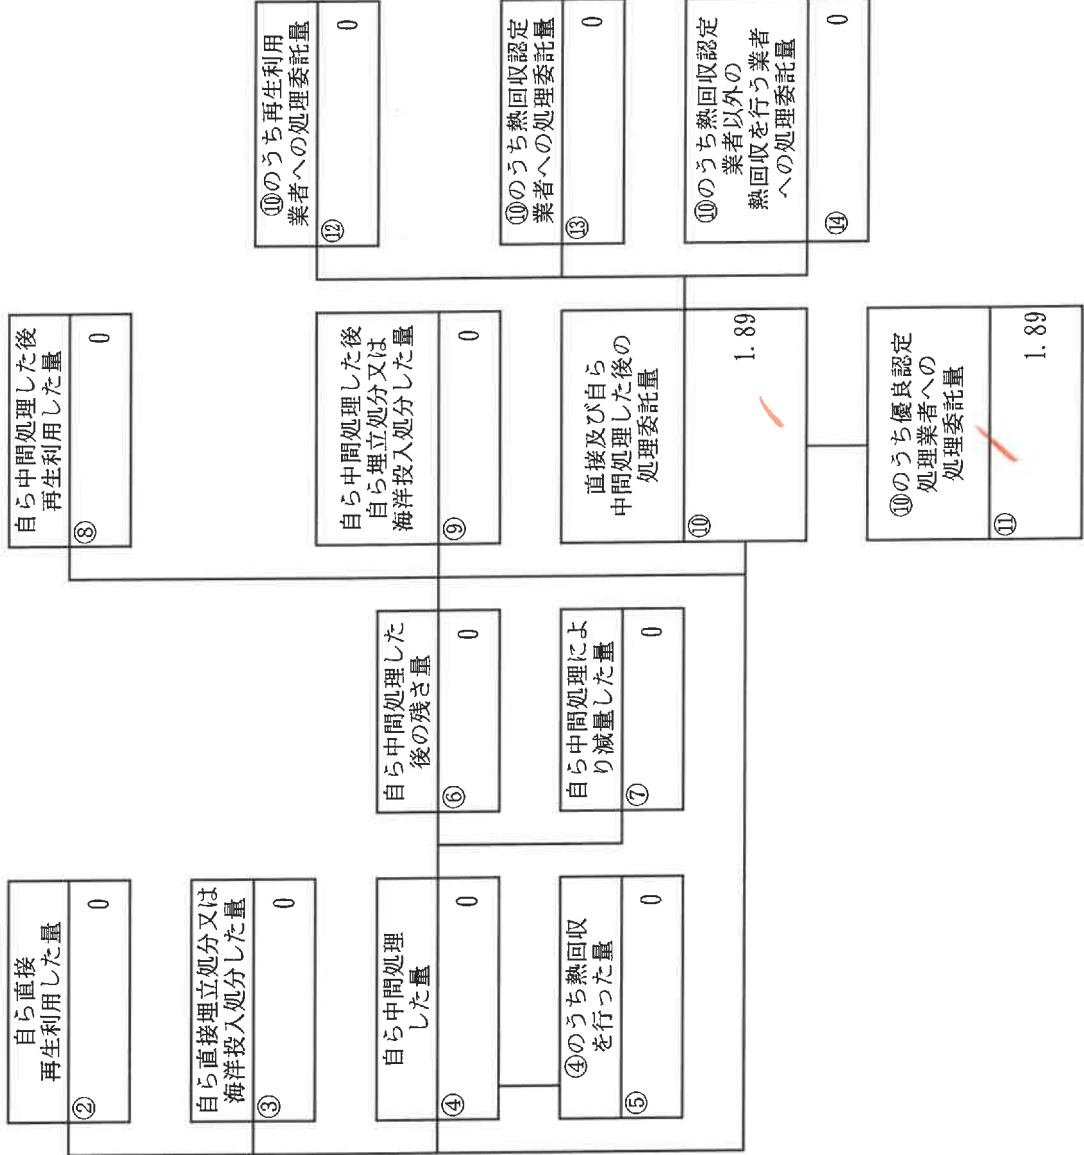 自ら直接
再生利用した量
②
0
自ら直接埋立処分又は
海洋投入処分した量
③
0
自ら中間処理
した量
④
0
④のうち熱回収
を行った量
⑤
0
自ら中間処理した
後の残さ量
⑥
0
自ら中間処理によ
り減量した量
⑦
0
自ら中間処理した後
再生利用した量
⑧
0
自ら中間処理した後
自ら埋立処分又は
海洋投入処分した量
⑨
0
直接及び自ら
中間処理した後の
処理委託量
⑩
1.89
⑩のうち優良認定
処理業者への
処理委託量
⑪
1.89
⑩のうち再生利用
業者への処理委託量
⑫
0
⑩のうち熱回収認定
業者への処理委託量
⑬
0
⑩のうち熱回収認定
業者以外の
熱回収を行う業者
への処理委託量
⑭
0